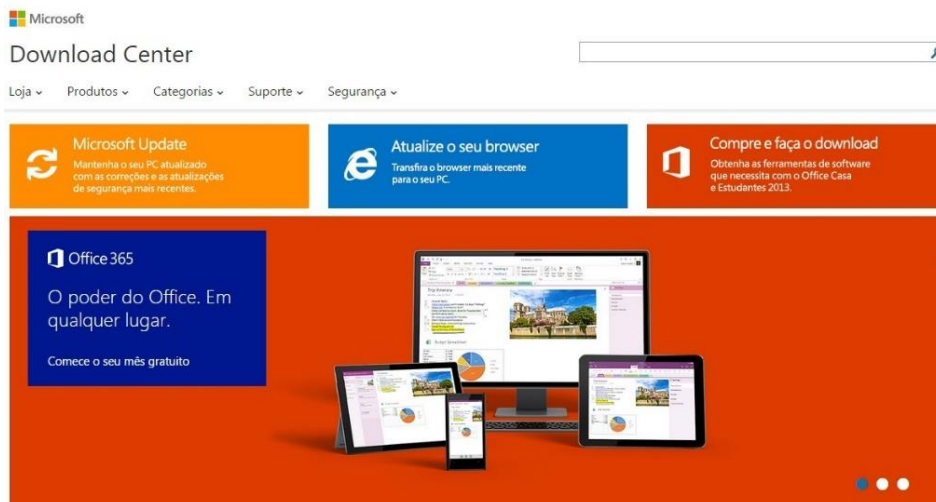 Microsoft
Download Center
Loja Produtos Categorias Suporte Segurança
Microsoft Update
Mantenha o seu PC atualizado
com as correções e as atualizações
de segurança mais recentes.
Atualize o seu browser
Transfira o browser mais recente
para o seu PC.
Compre e faça o download
Obtenha as ferramentas de software
que necessita com o Office Casa
e Estudantes 2013.
Office 365
O poder do Office. Em
qualquer lugar.
Comece o seu mês gratuito